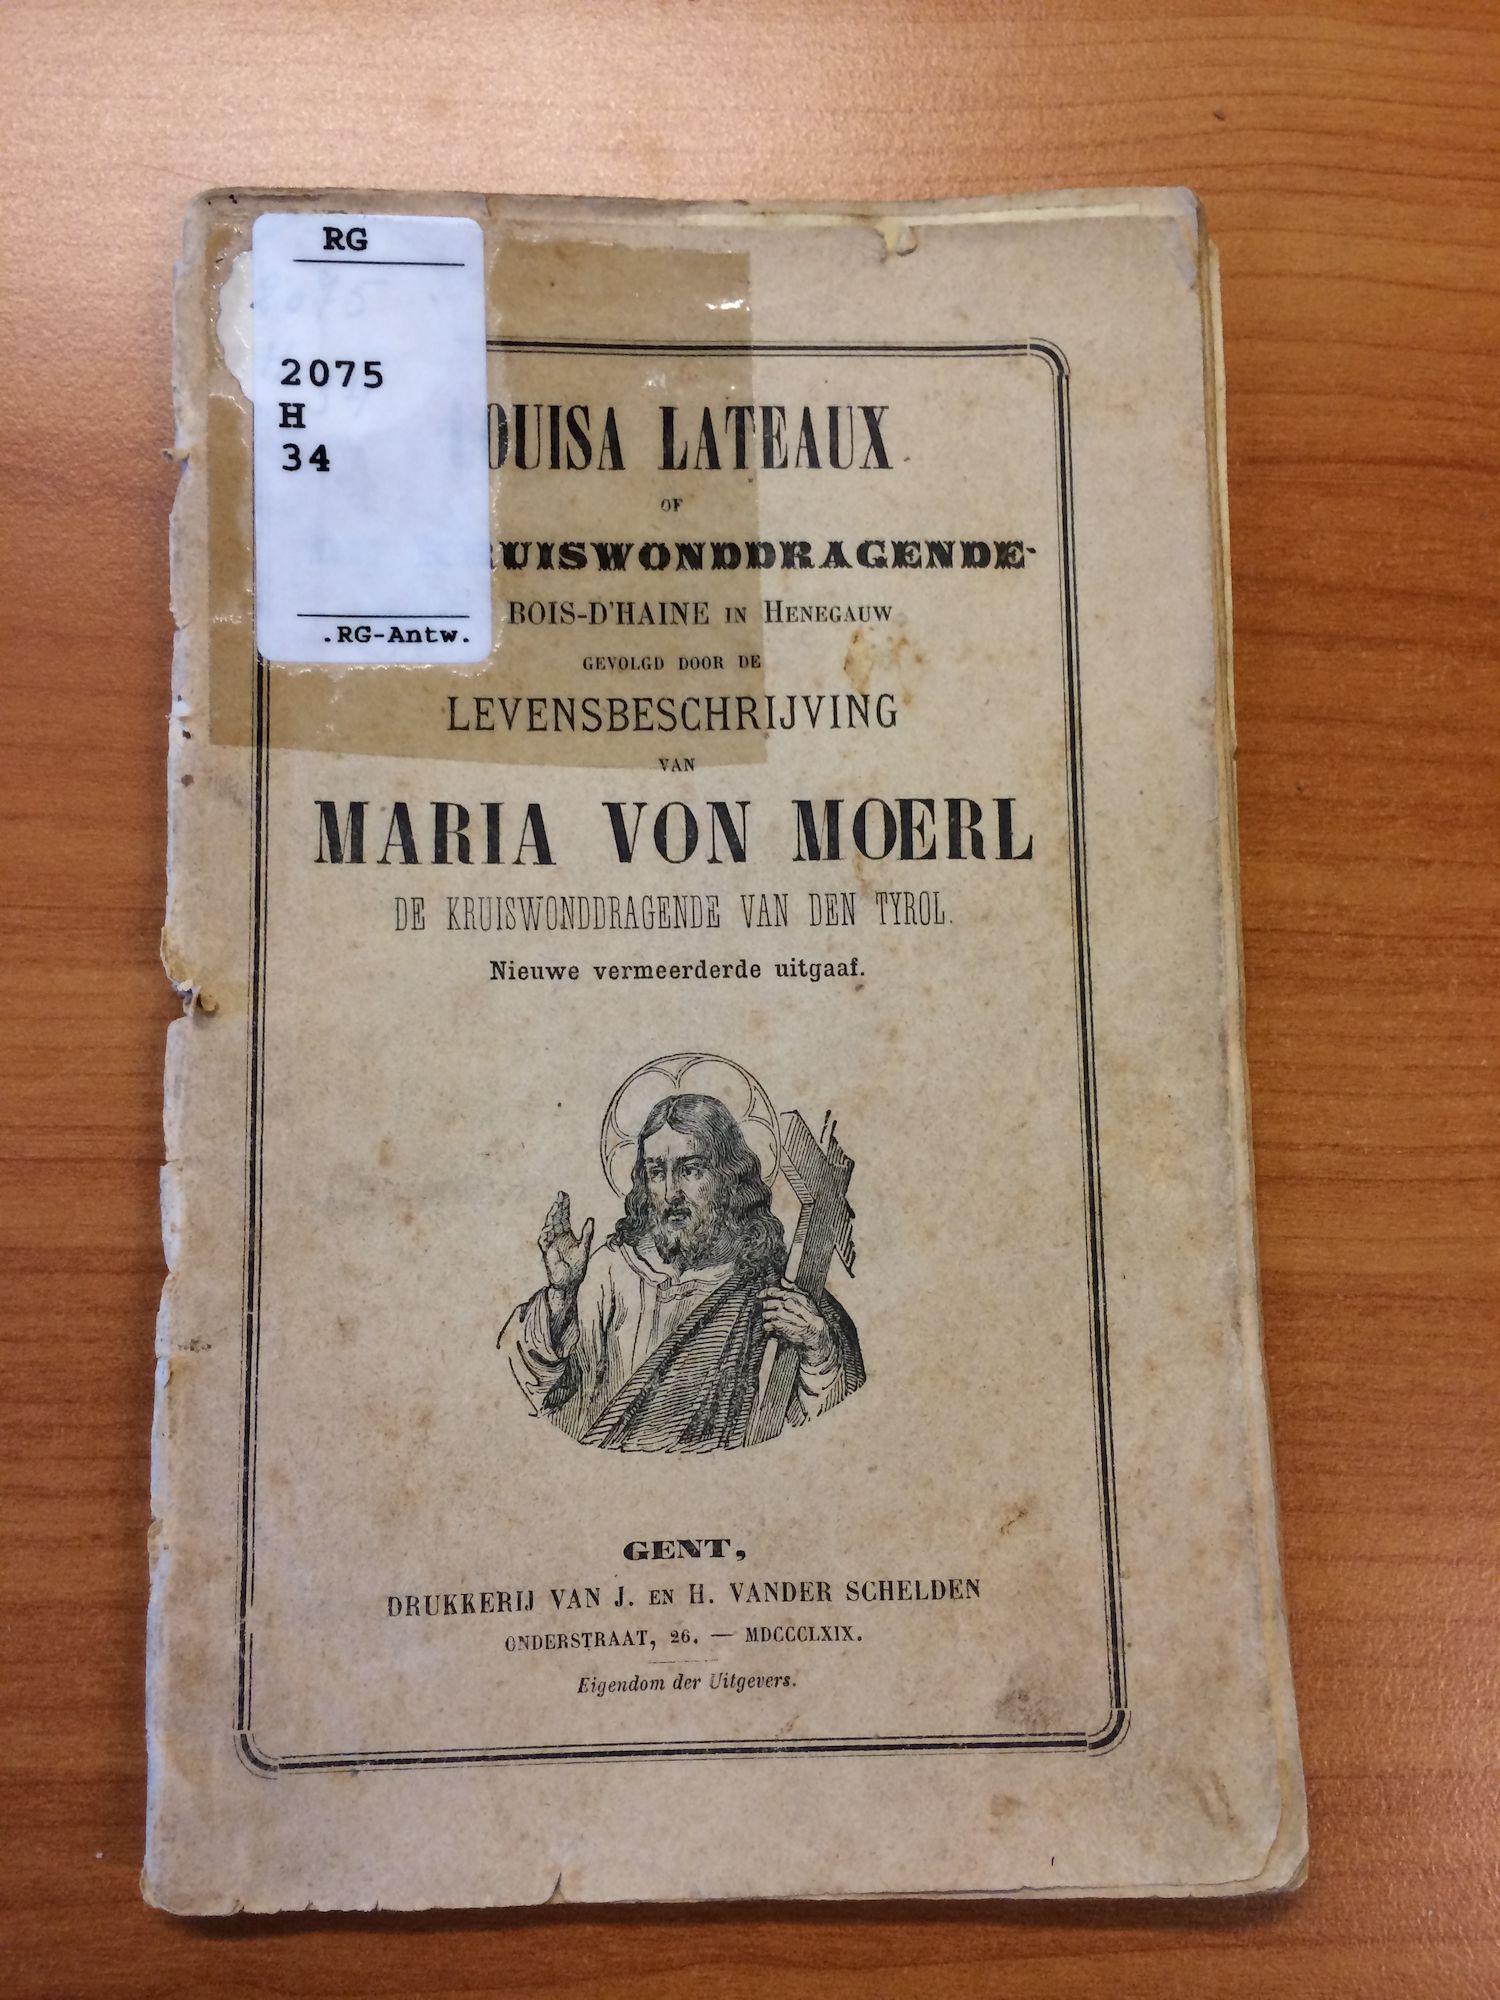 RG
2075
H
34
.RG-Antw.
OUISA LATEAUX
OF
RUISWONDDRAGENDE
BOIS-D'HAINE IN HENEGAUW
GEVOLGD DOOR DE
LEVENSBESCHRIJVING
VAN
MARIA VON MOERL
DE KRUISWONDDRAGENDE VAN DEN TYROL.
Nieuwe vermeerderde uitgaaf.
GENT,
DRUKKERIJ VAN J. EN H. VANDER SCHELDEN
ONDERSTRAAT, 26. — MDCCCLXIX.
Eigendom der Uitgevers.